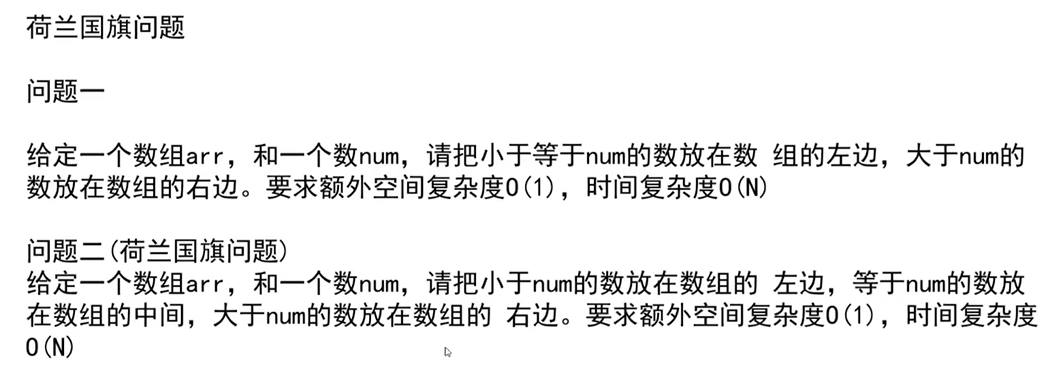 荷兰国旗问题
问题一
给定一个数组arr，和一个数num，请把小于等于num的数放在数 组的左边，大于num的
数放在数组的右边。要求额外空间复杂度O(1)，时间复杂度O(N)
问题二(荷兰国旗问题)
给定一个数组arr，和一个数num，请把小于num的数放在数组的 左边，等于num的数放
在数组的中间，大于num的数放在数组的 右边。要求额外空间复杂度O(1)，时间复杂度
O(N)